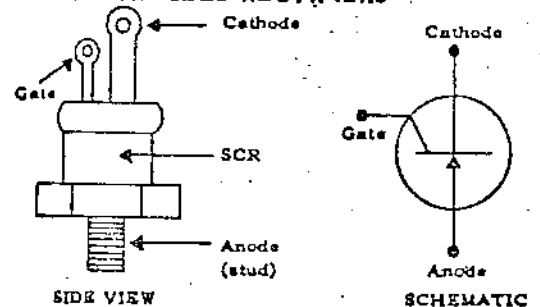 Cathode
Gate
SCR
Anode
(stud)
SIDE VIEW
Cathode
Gate
Anode
SCHEMATIC